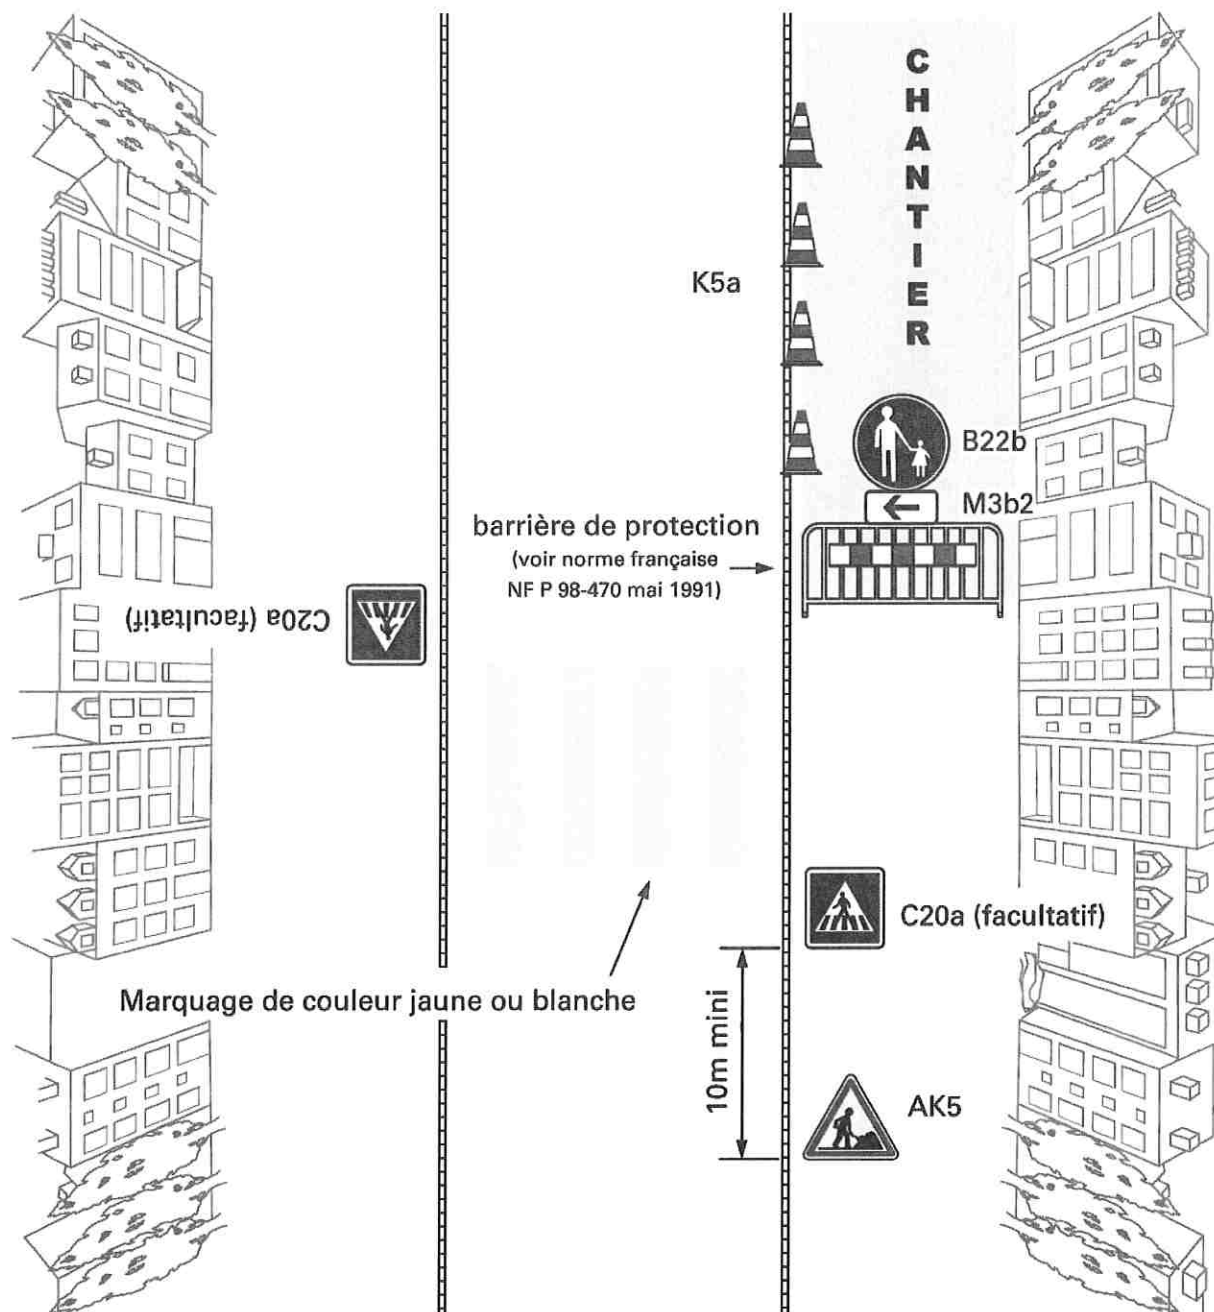 CHANTIER
K5a
B22b
M3b2
barrière de protection
(voir norme française
NF P 98-470 mai 1991)
C20a (facultatif)
C20a (facultatif)
Marquage de couleur jaune ou blanche
10m mini
AK5